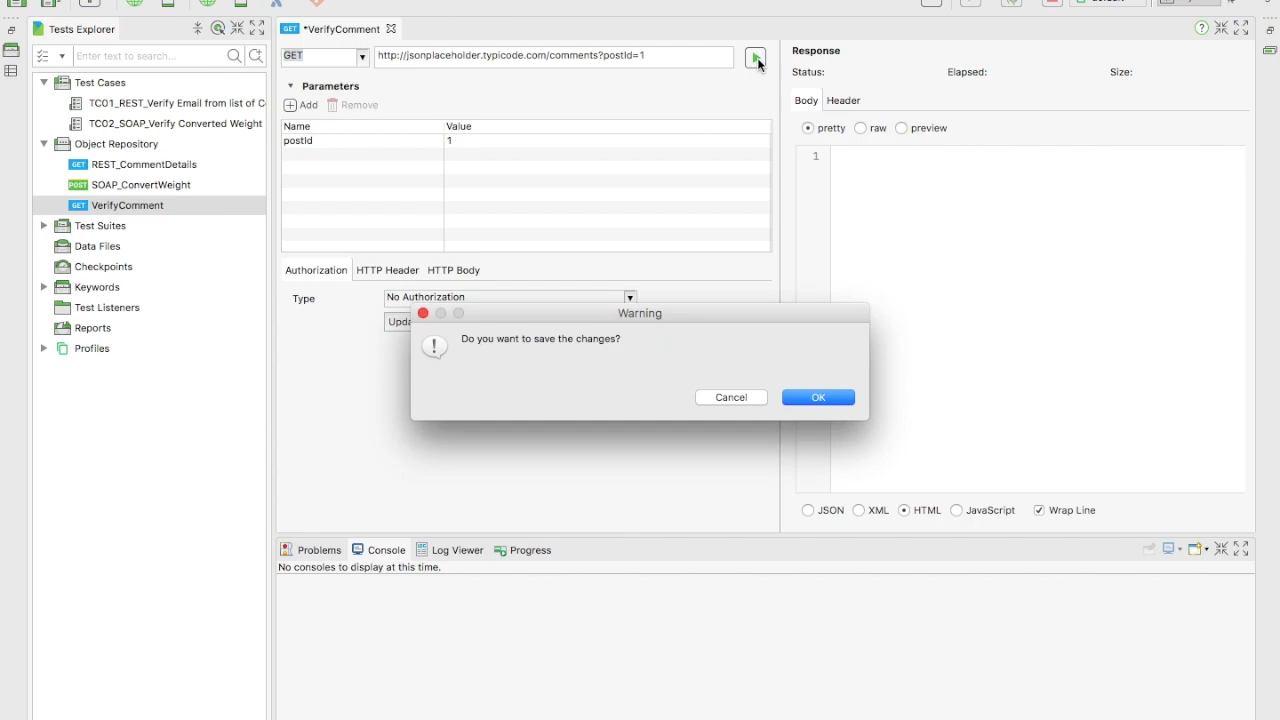 Tests Explorer
Enter text to search...
Test Cases
TC01_REST_Verify Email from list of C
TC02_SOAP_Verify Converted Weight
Object Repository
GET REST_CommentDetails
POST SOAP_ConvertWeight
GET VerifyComment
Test Suites
Data Files
Checkpoints
Keywords
Test Listeners
Reports
Profiles
GET *VerifyComment
GET http://jsonplaceholder.typicode.com/comments?postId=1
Parameters
Add Remove
Name Value
postId 1
Authorization HTTP Header HTTP Body
Type No Authorization
Warning
Do you want to save the changes?
Cancel OK
Response
Status: Elapsed: Size:
Body Header
pretty raw preview
1
JSON XML HTML JavaScript Wrap Line
Problems Console Log Viewer Progress
No consoles to display at this time.